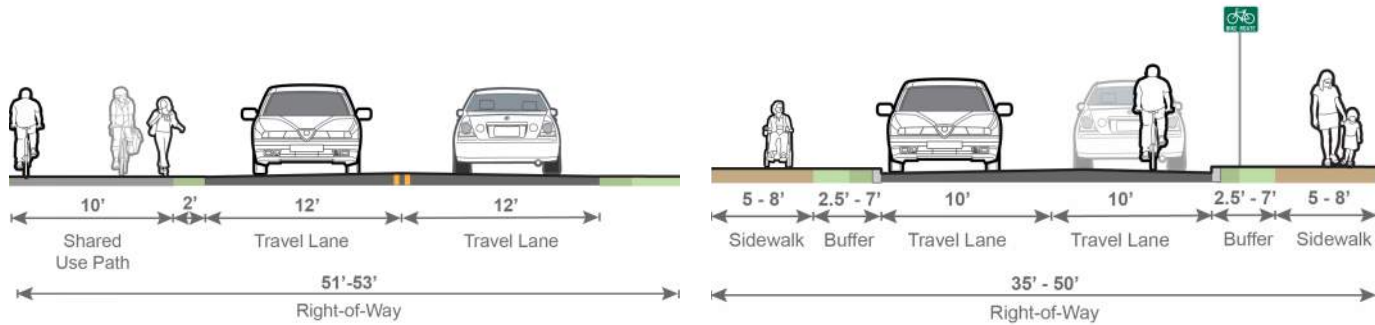 BIKE ROUTE
10’ 2’ 12’ 12’
Shared
Use Path
Travel Lane Travel Lane
51’-53’
Right-of-Way
5 - 8’ 2.5’ - 7’ 10’ 10’ 2.5’ - 7’ 5 - 8’
Sidewalk Buffer Travel Lane Travel Lane Buffer Sidewalk
35’ - 50’
Right-of-Way